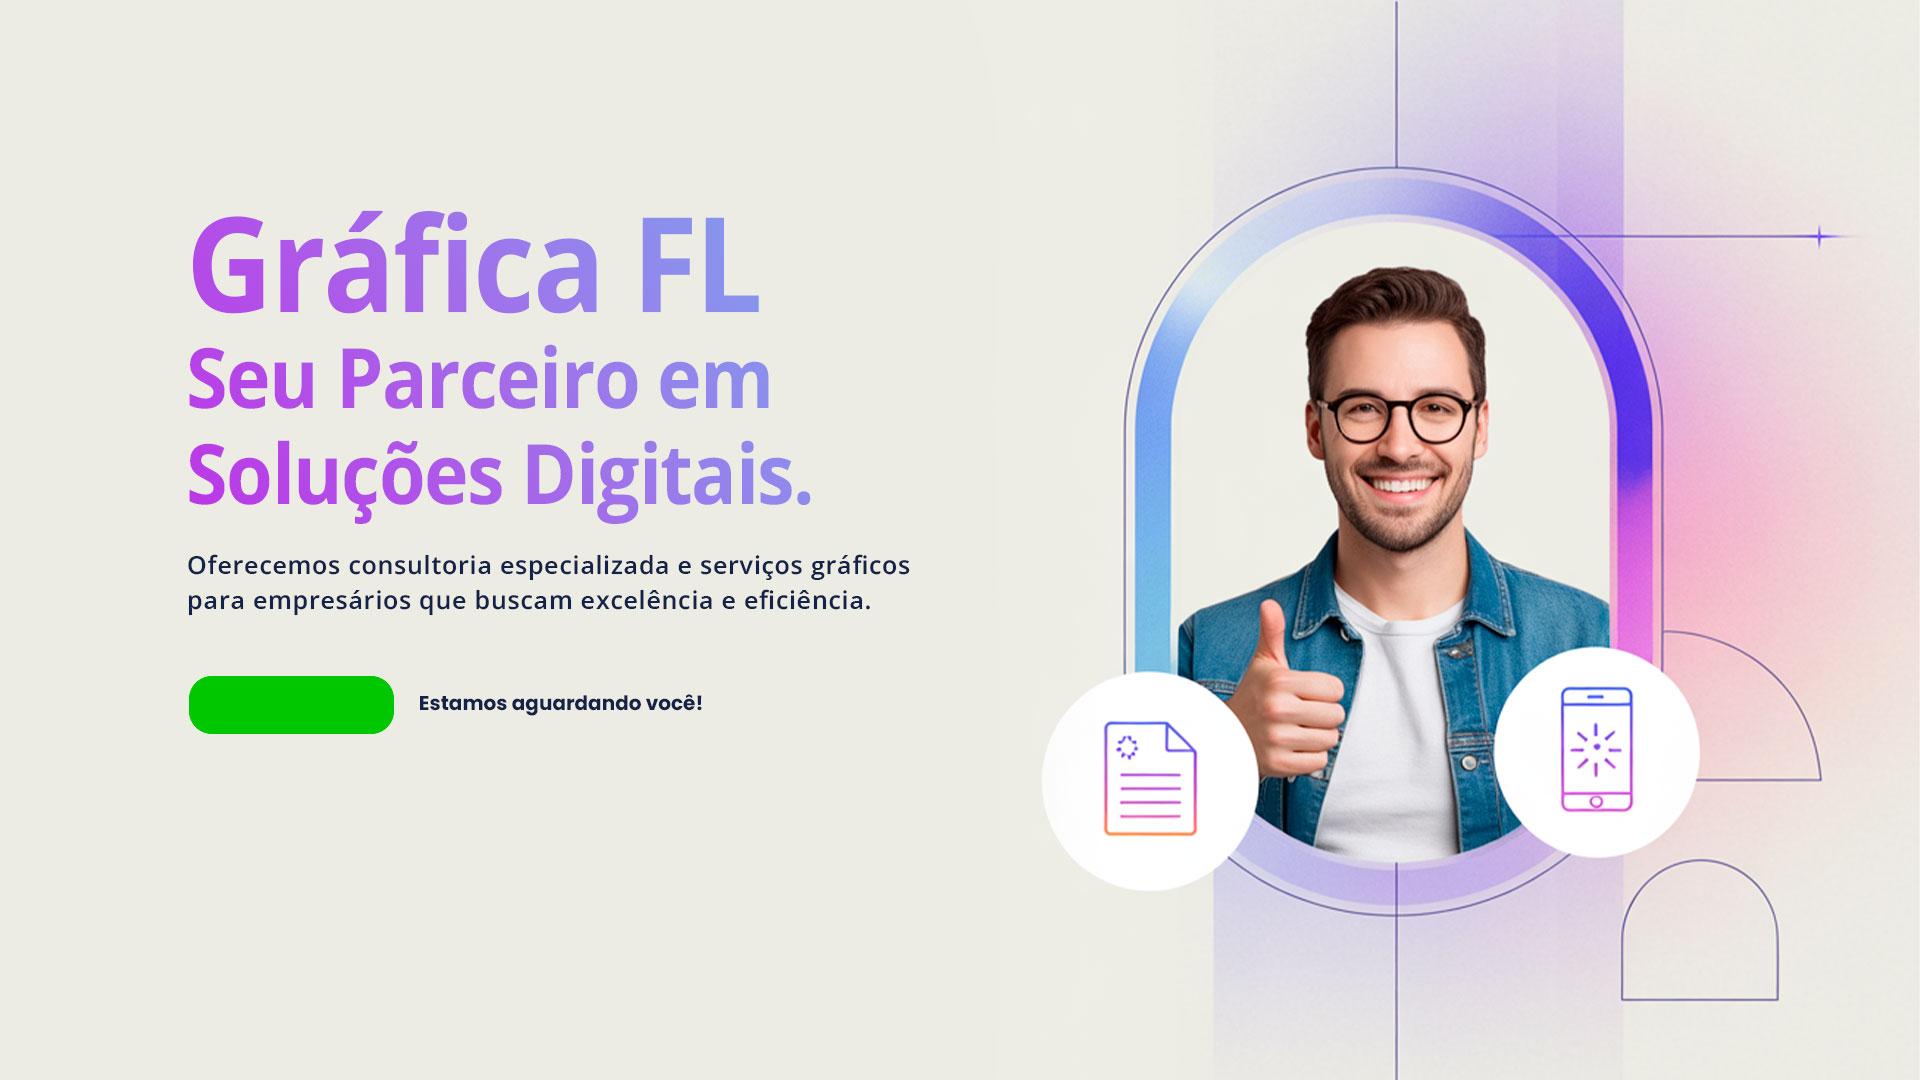 Gráfica FL
Seu Parceiro em
Soluções Digitais.
Oferecemos consultoria especializada e serviços gráficos
para empresários que buscam excelência e eficiência.
Estamos aguardando você!